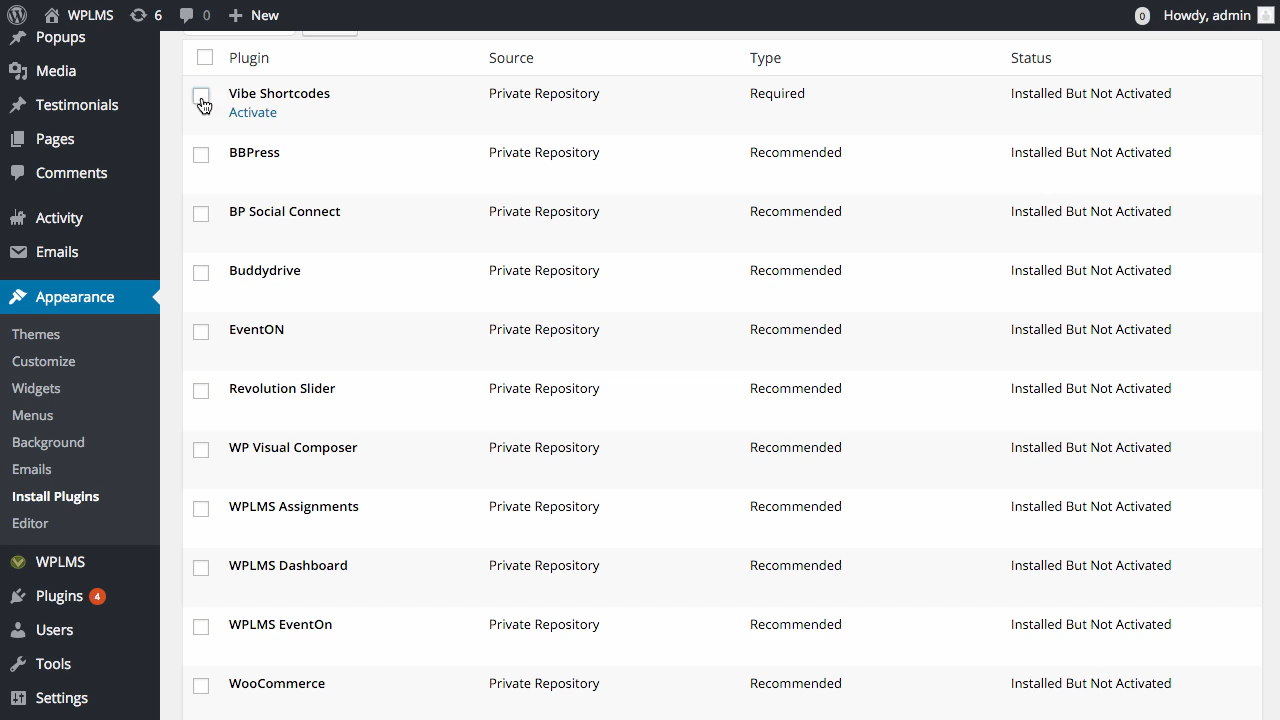 WPLMS 6 0 New 0 Howdy, admin
Popups
Media
Testimonials
Pages
Comments
Activity
Emails
Appearance
Themes
Customize
Widgets
Menus
Background
Emails
Install Plugins
Editor
WPLMS
Plugins 4
Users
Tools
Settings
Plugin Source Type Status
Vibe Shortcodes Private Repository Required Installed But Not Activated
Activate
BBPress Private Repository Recommended Installed But Not Activated
BP Social Connect Private Repository Recommended Installed But Not Activated
Buddydrive Private Repository Recommended Installed But Not Activated
EventON Private Repository Recommended Installed But Not Activated
Revolution Slider Private Repository Recommended Installed But Not Activated
WP Visual Composer Private Repository Recommended Installed But Not Activated
WPLMS Assignments Private Repository Recommended Installed But Not Activated
WPLMS Dashboard Private Repository Recommended Installed But Not Activated
WPLMS EventOn Private Repository Recommended Installed But Not Activated
WooCommerce Private Repository Recommended Installed But Not Activated